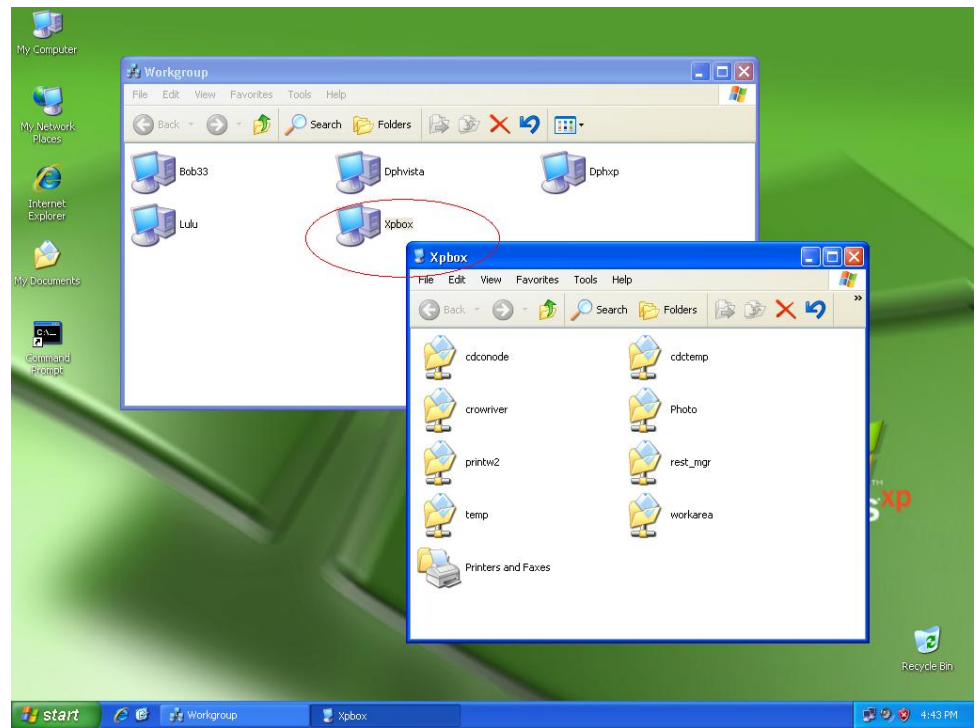 My Computer
My Network
Places
Internet
Explorer
My Documents
C:\_
Command
Prompt
Workgroup
File Edit View Favorites Tools Help
Back Search Folders
Bob33 Dphvista Dphxp
Lulu Xpbox
Xpbox
File Edit View Favorites Tools Help
Back Search Folders »
cdconode cdctemp
crowriver Photo
printw2 rest_mgr
temp workarea
Printers and Faxes
TM
s xp
Recycle Bin
start Workgroup Xpbox 4:43 PM